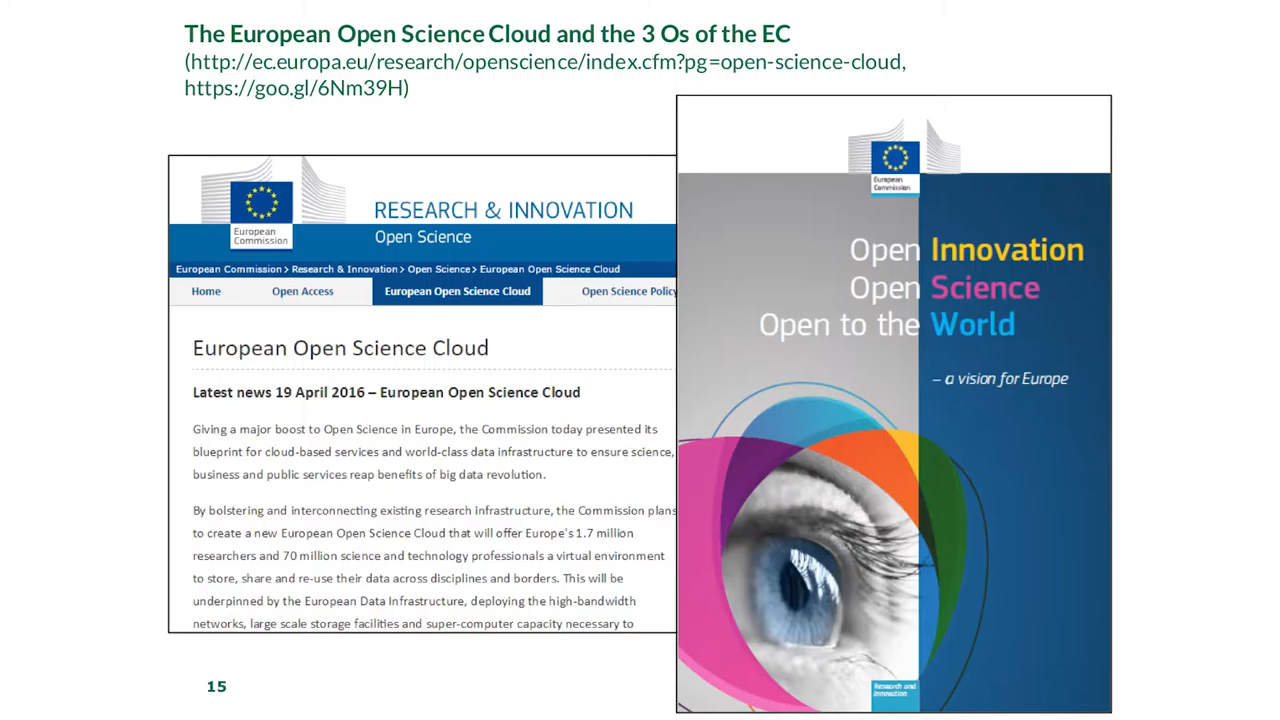 The European Open Science Cloud and the 3 Os of the EC
(http://ec.europa.eu/research/openscience/index.cfm?pg=open-science-cloud,
https://goo.gl/6Nm39H)
European
Commission
RESEARCH & INNOVATION
Open Science
European Commission > Research & Innovation > Open Science > European Open Science Cloud
Home Open Access European Open Science Cloud Open Science Policy
European Open Science Cloud
Latest news 19 April 2016 – European Open Science Cloud
Giving a major boost to Open Science in Europe, the Commission today presented its
blueprint for cloud-based services and world-class data infrastructure to ensure science,
business and public services reap benefits of big data revolution.
By bolstering and interconnecting existing research infrastructure, the Commission plans
to create a new European Open Science Cloud that will offer Europe's 1.7 million
researchers and 70 million science and technology professionals a virtual environment
to store, share and re-use their data across disciplines and borders. This will be
underpinned by the European Data Infrastructure, deploying the high-bandwidth
networks, large scale storage facilities and super-computer capacity necessary to
European
Commission
Open Innovation
Open Science
Open to the World
– a vision for Europe
Research and
Innovation
15